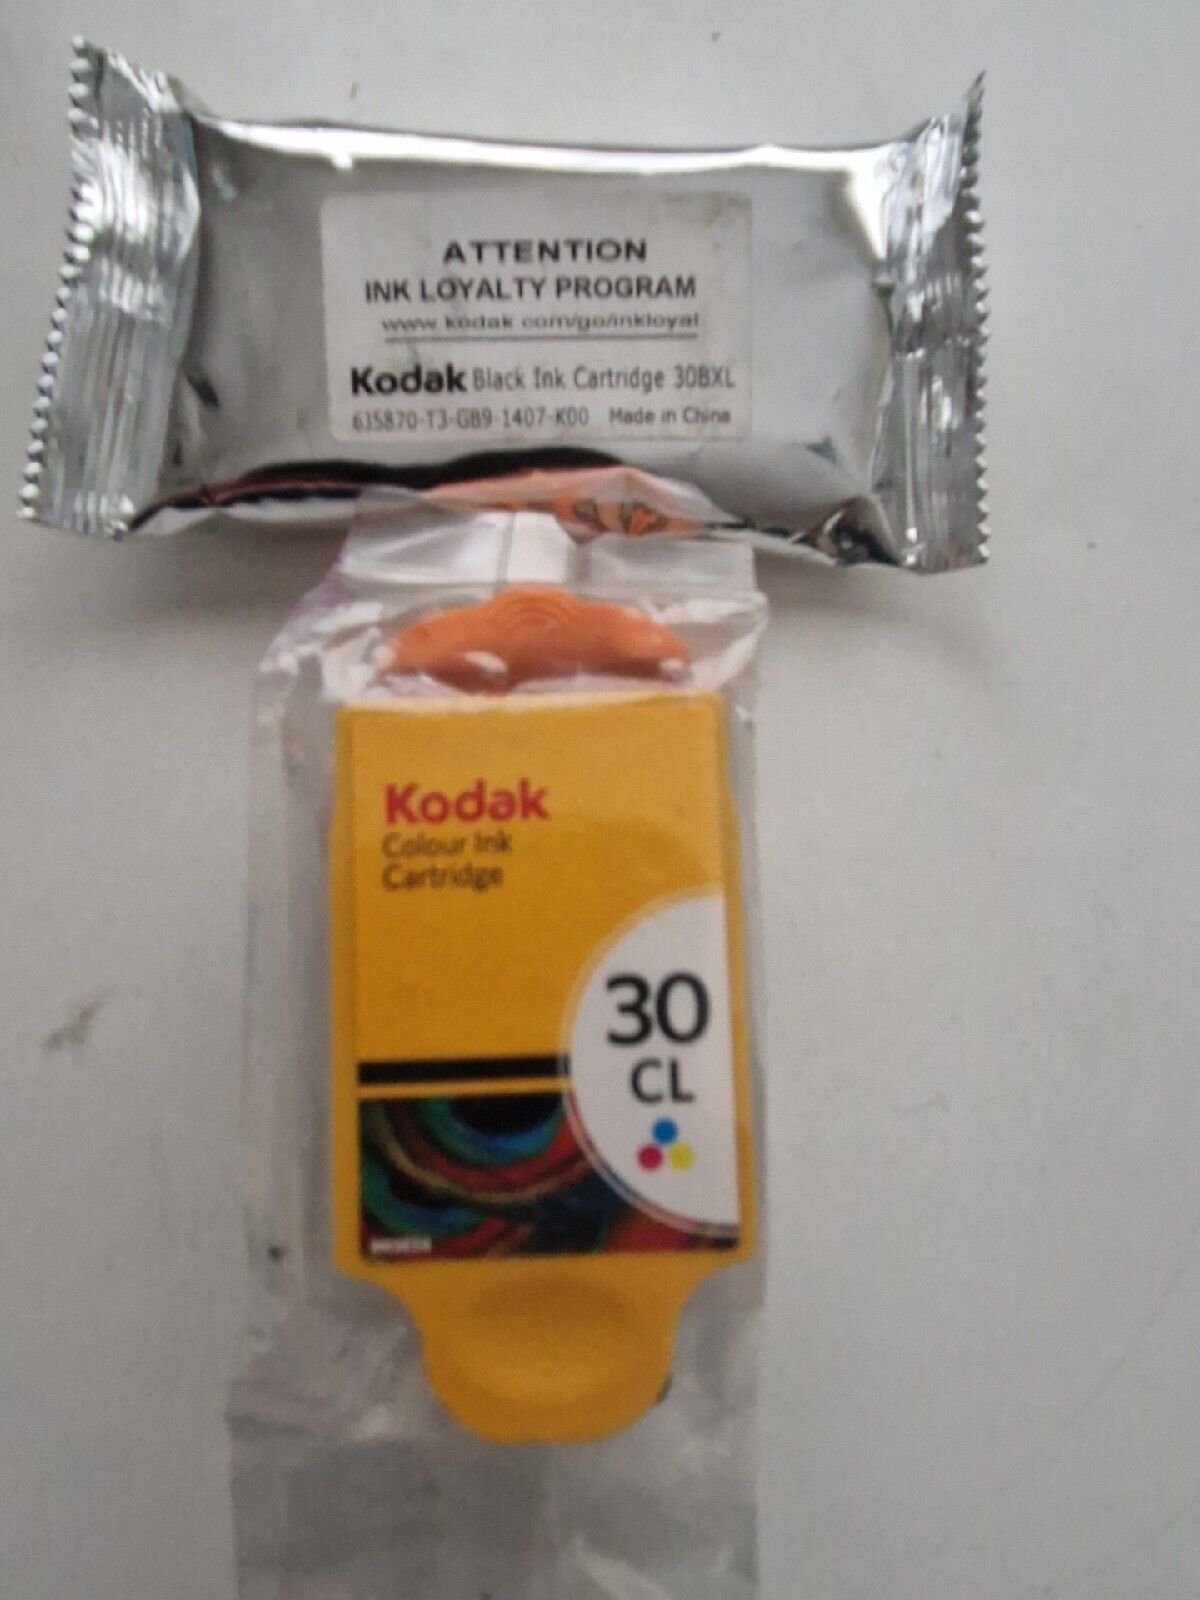 ATTENTION
INK LOYALTY PROGRAM
www kodak com/go/inkloyal
Kodak Black Ink Cartridge 30BXL
6J5870-T3-GB9-1407-K00 Made in China
Kodak
Colour Ink
Cartridge
30
CL